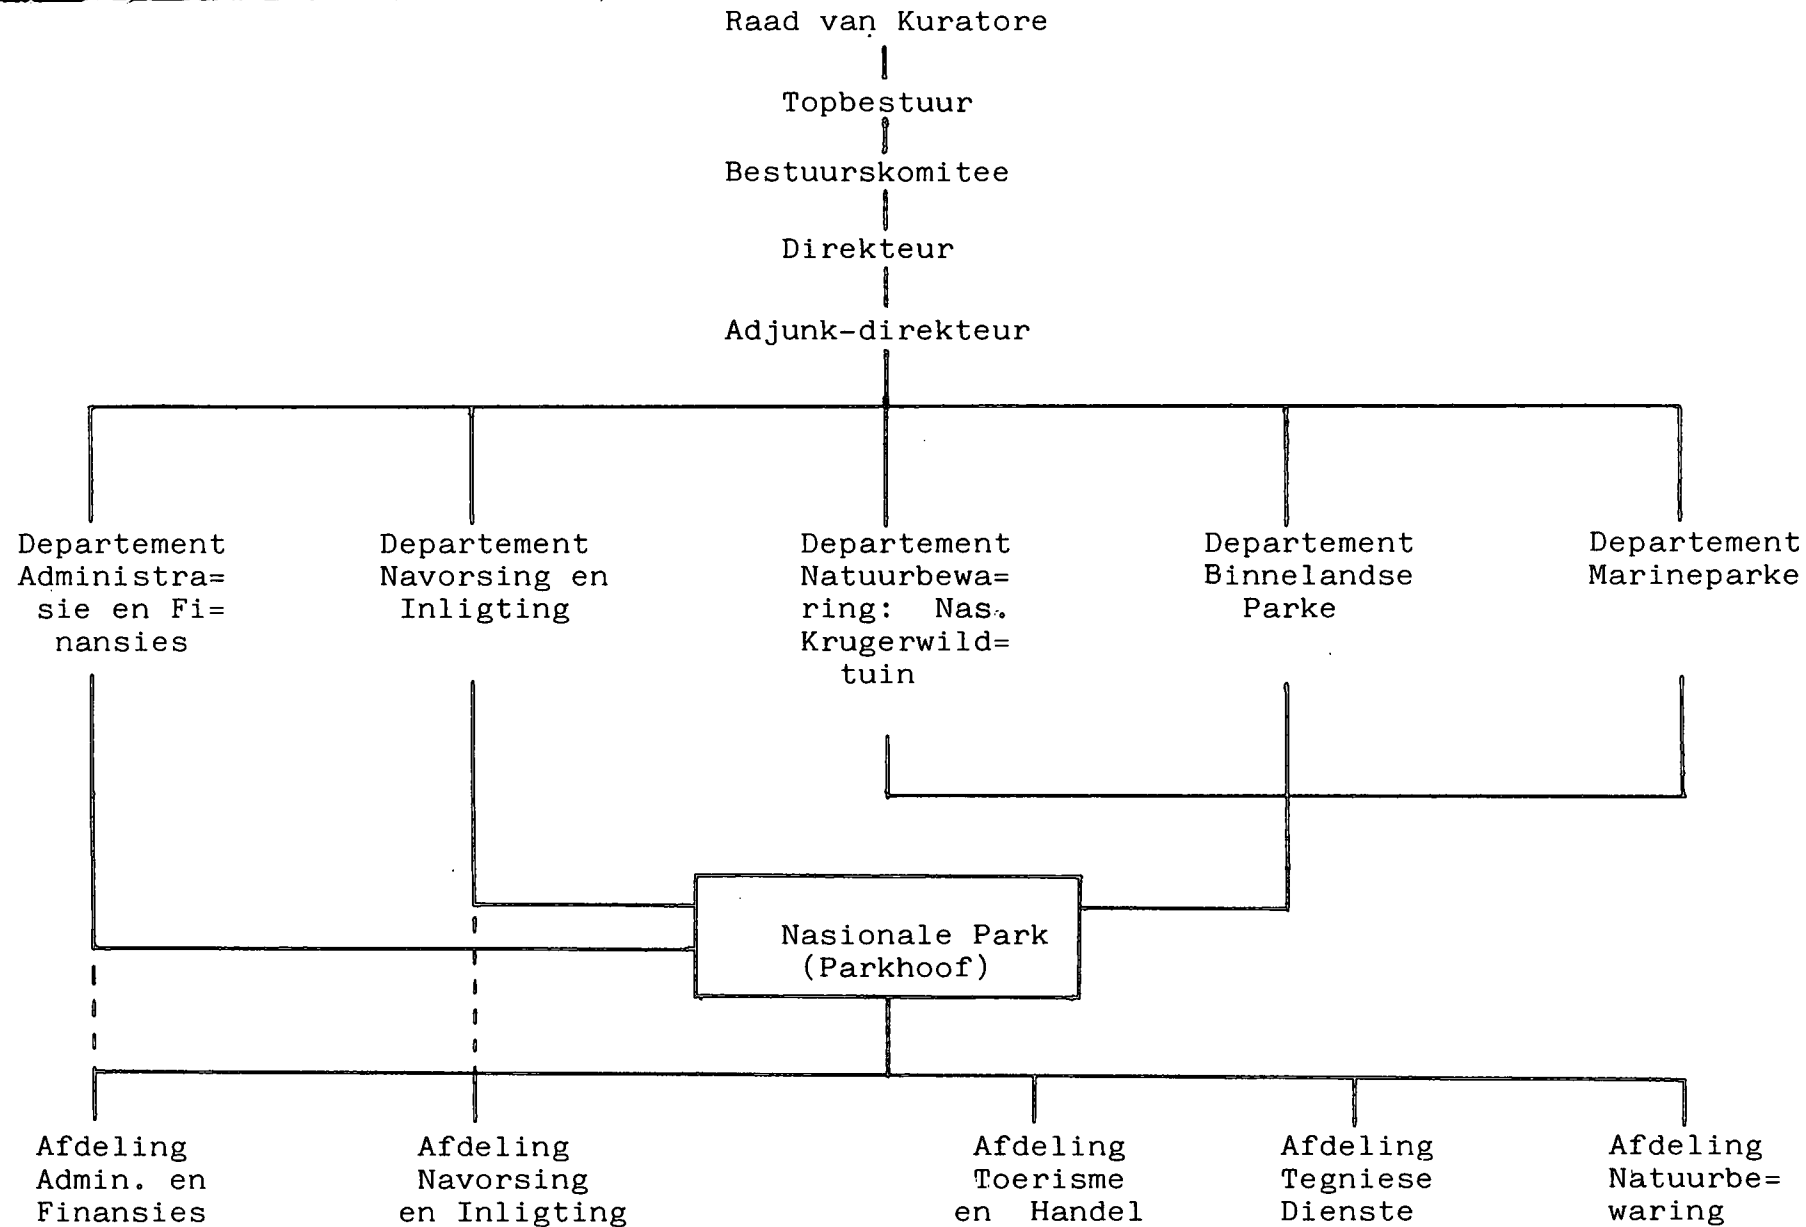 Raad van Kuratore
Topbestuur
Bestuurskomitee
Direkteur
Adjunk-direkteur
Departement
Administra=
sie en Fi=
nansies
Departement
Navorsing en
Inligting
Departement
Natuurbewa=
ring: Nas.
Krugerwild=
tuin
Departement
Binnelandse
Parke
Departement
Marineparke
Nasionale Park
(Parkhoof)
Afdeling
Admin. en
Finansies
Afdeling
Navorsing
en Inligting
Afdeling
Toerisme
en Handel
Afdeling
Tegniese
Dienste
Afdeling
Natuurbe=
waring